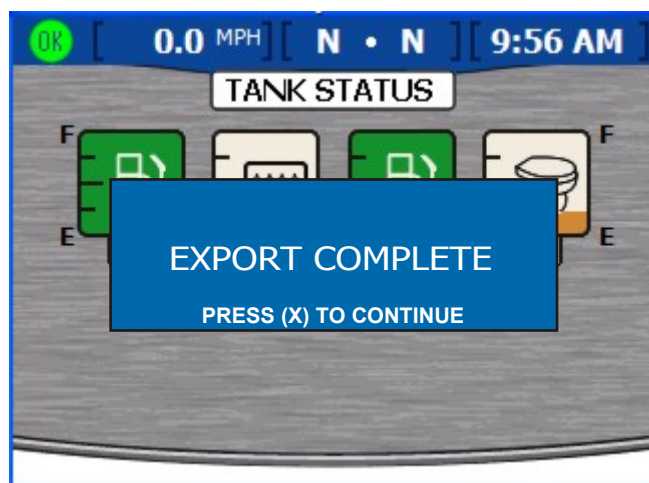 OK [ 0.0 MPH ] [ N • N ] [ 9:56 AM ]
TANK STATUS
F F
E E
EXPORT COMPLETE
PRESS (X) TO CONTINUE